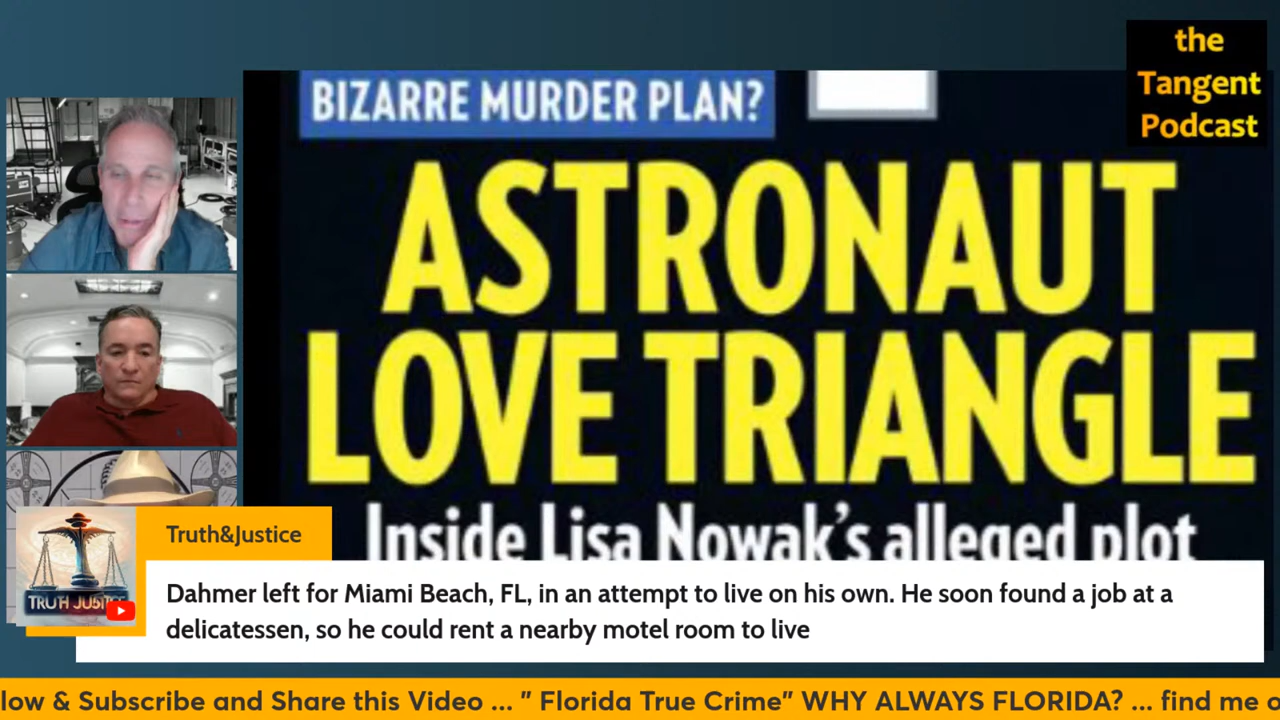 the
Tangent
Podcast
BIZARRE MURDER PLAN?
ASTRONAUT
LOVE TRIANGLE
Inside Lisa Nowak's alleged plot
Truth&Justice
TRUTH
Dahmer left for Miami Beach, FL, in an attempt to live on his own. He soon found a job at a
delicatessen, so he could rent a nearby motel room to live
low & Subscribe and Share this Video ... " Florida True Crime" WHY ALWAYS FLORIDA? ... find me